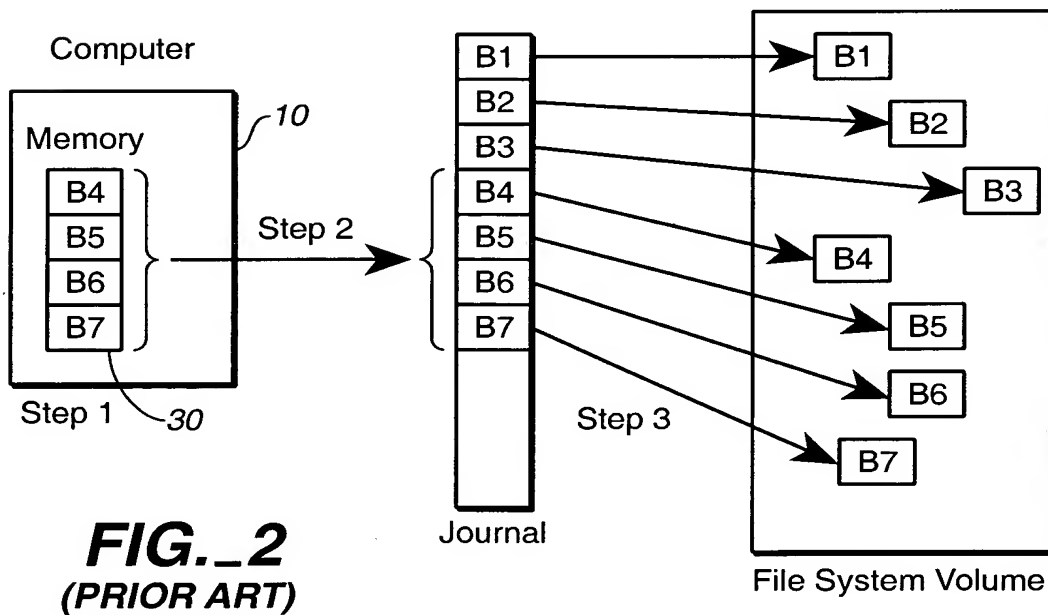 Computer
10
Memory
B4
B5
B6
B7
Step 1
30
Step 2
B1
B2
B3
B4
B5
B6
B7
Journal
Step 3
B1
B2
B3
B4
B5
B6
B7
File System Volume
FIG._2
(PRIOR ART)